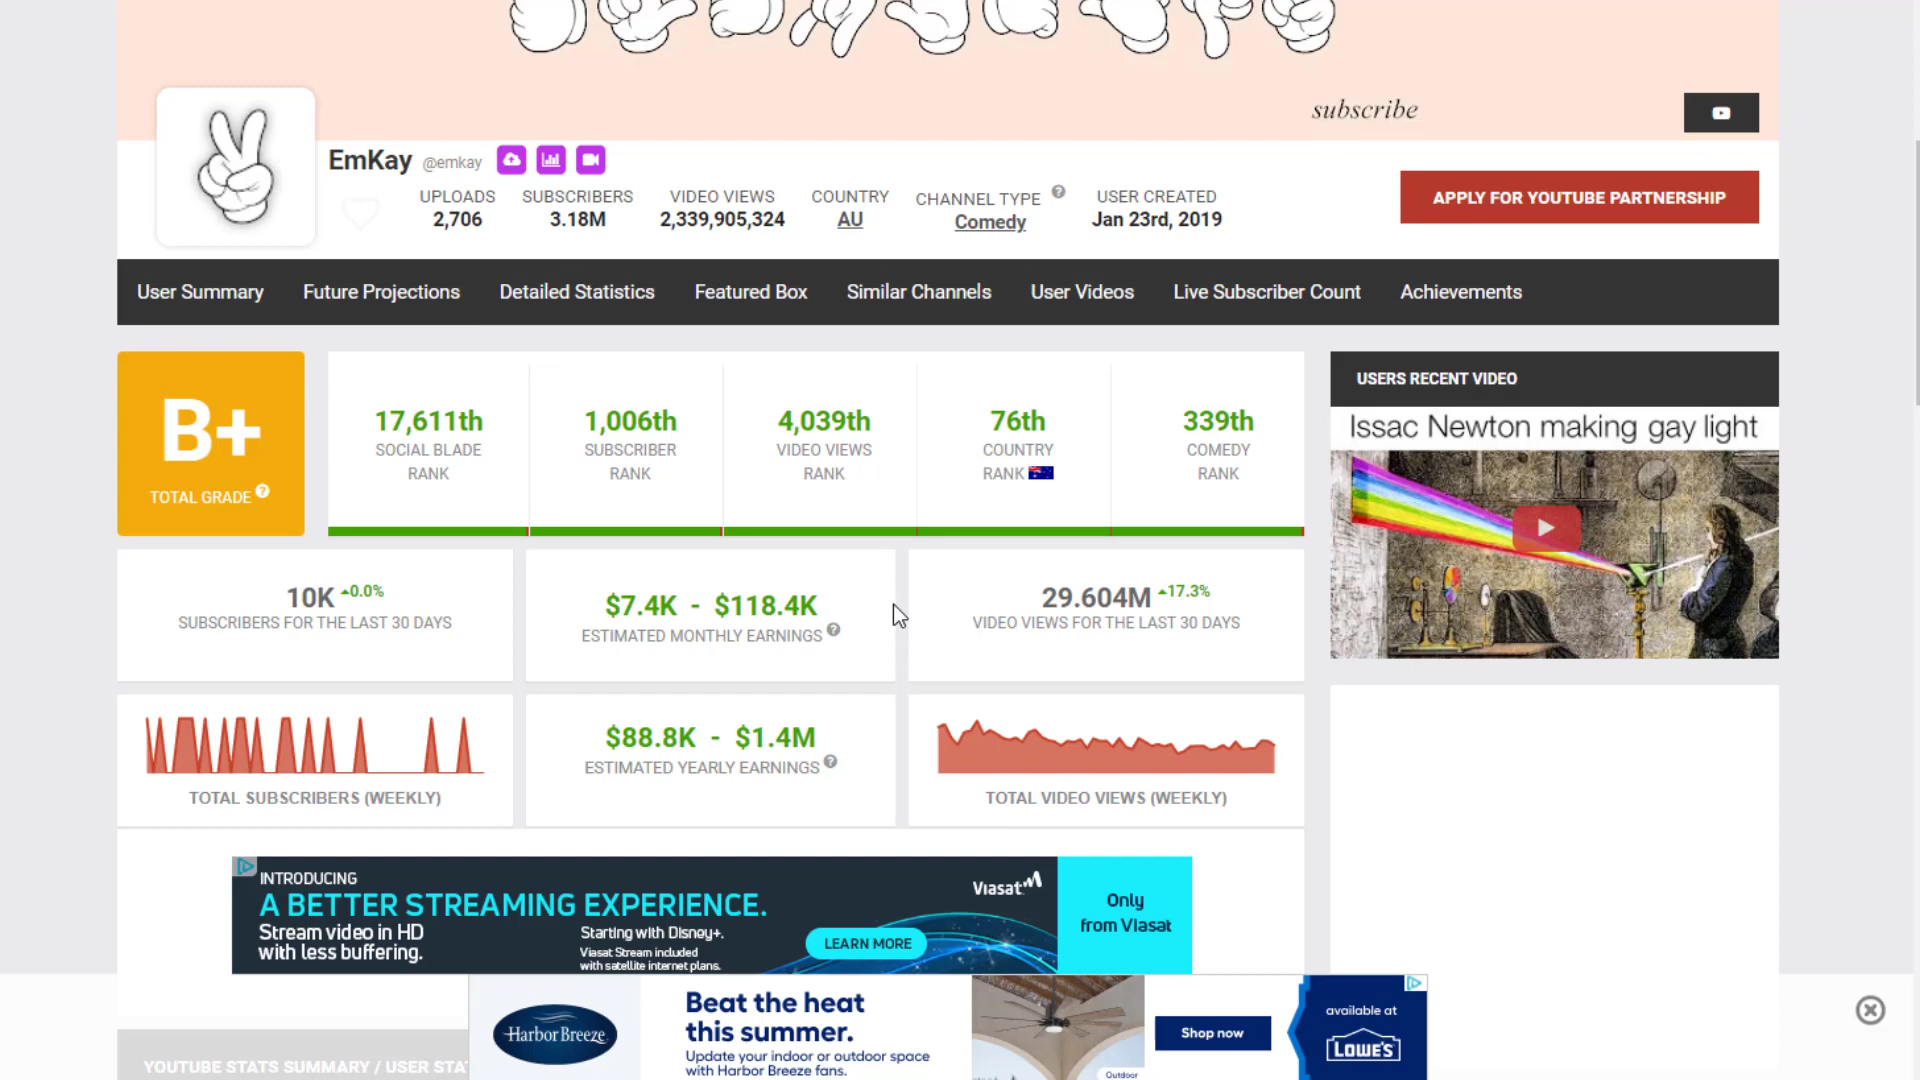 subscribe
EmKay @emkay
UPLOADS
2,706
SUBSCRIBERS
3.18M
VIDEO VIEWS
2,339,905,324
COUNTRY
AU
CHANNEL TYPE ?
Comedy
USER CREATED
Jan 23rd, 2019
APPLY FOR YOUTUBE PARTNERSHIP
User Summary
Future Projections
Detailed Statistics
Featured Box
Similar Channels
User Videos
Live Subscriber Count
Achievements
B+
TOTAL GRADE ?
17,611th
SOCIAL BLADE
RANK
1,006th
SUBSCRIBER
RANK
4,039th
VIDEO VIEWS
RANK
76th
COUNTRY
RANK
339th
COMEDY
RANK
USERS RECENT VIDEO
Issac Newton making gay light
10K 0.0%
SUBSCRIBERS FOR THE LAST 30 DAYS
$7.4K - $118.4K
ESTIMATED MONTHLY EARNINGS ?
29.604M 17.3%
VIDEO VIEWS FOR THE LAST 30 DAYS
TOTAL SUBSCRIBERS (WEEKLY)
$88.8K - $1.4M
ESTIMATED YEARLY EARNINGS ?
TOTAL VIDEO VIEWS (WEEKLY)
INTRODUCING
A BETTER STREAMING EXPERIENCE.
Stream video in HD
with less buffering.
Starting with Disney+.
Viasat Stream included
with satellite internet plans.
Viasat
LEARN MORE
Only
from Viasat
YOUTUBE STATS SUMMARY / USER STA
Harbor Breeze
Beat the heat
this summer.
Update your indoor or outdoor space
with Harbor Breeze fans.
Outdoor
Shop now
available at
LOWE'S